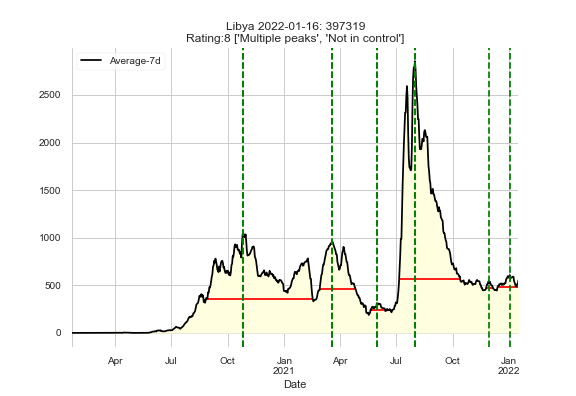 Libya 2022-01-16: 397319
Rating:8 ['Multiple peaks', 'Not in control']
Average-7d
2500
2000
1500
1000
500
0
Apr Jul Oct Jan Apr Jul Oct Jan
2021 2022
Date